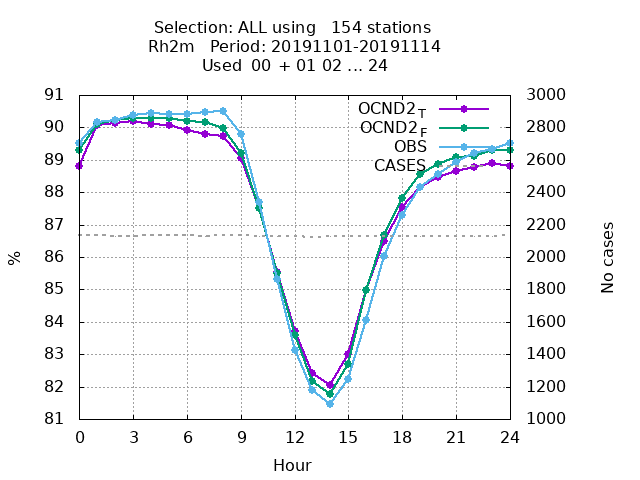 Selection: ALL using   154 stations
Rh2m   Period: 20191101-20191114
Used  00 + 01 02 ... 24
91
90
89
88
87
86
85
84
83
82
81
3000
2800
2600
2400
2200
2000
1800
1600
1400
1200
1000
OCND2 T
OCND2 F
OBS
CASES
%
No cases
0 3 6 9 12 15 18 21 24
Hour